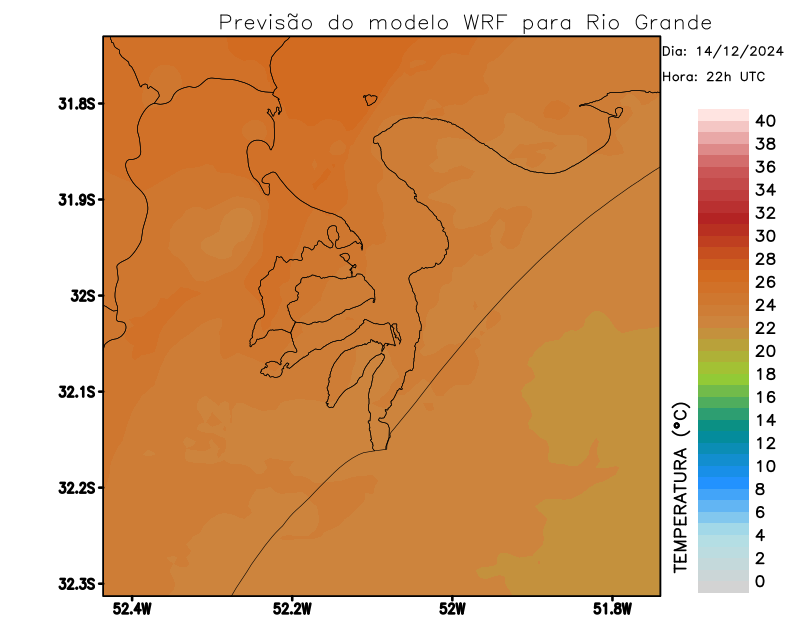 Previsão do modelo WRF para Rio Grande
Dia: 14/12/2024
Hora: 22h UTC
31.8S
31.9S
32S
32.1S
32.2S
32.3S
52.4W
52.2W
52W
51.8W
TEMPERATURA (°C)
40
38
36
34
32
30
28
26
24
22
20
18
16
14
12
10
8
6
4
2
0